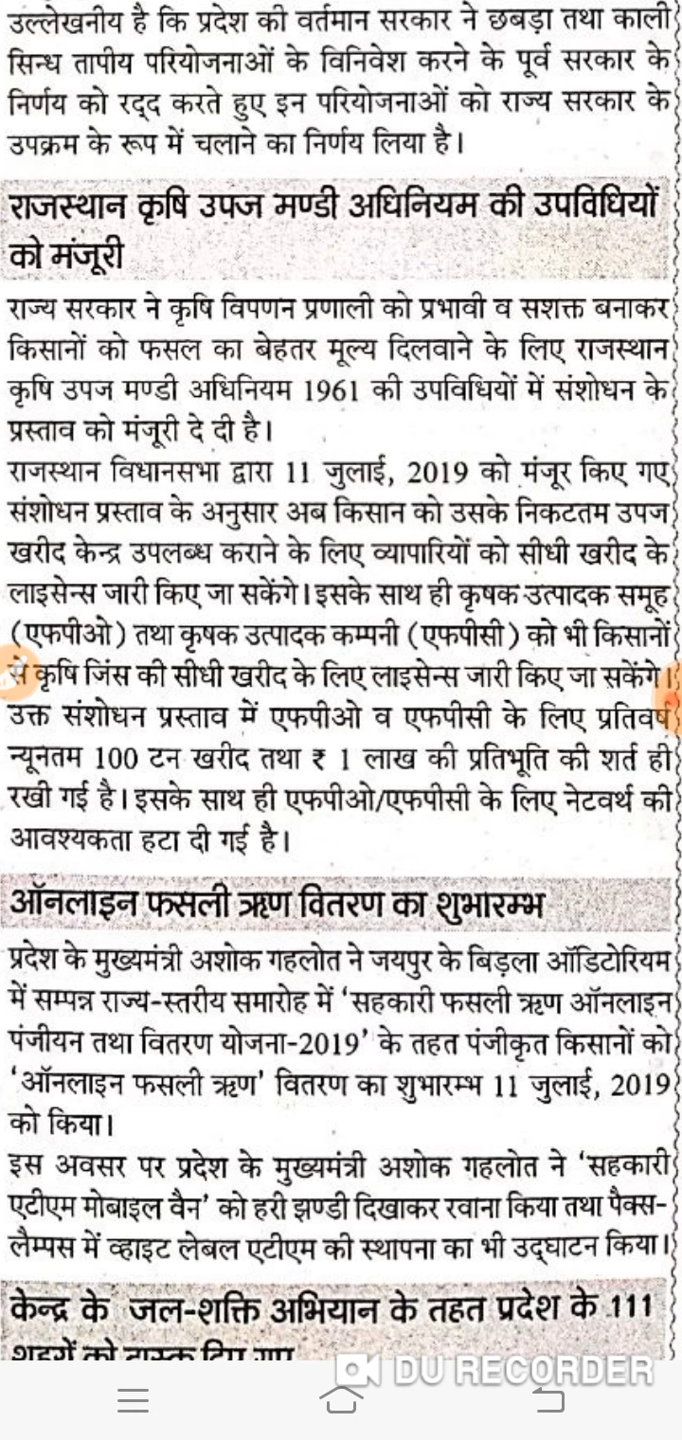 उल्लेखनीय है कि प्रदेश की वर्तमान सरकार ने छबड़ा तथा काली
सिन्ध तापीय परियोजनाओं के विनिवेश करने के पूर्व सरकार के
निर्णय को रद्द करते हुए इन परियोजनाओं को राज्य सरकार के
उपक्रम के रूप में चलाने का निर्णय लिया है।
राजस्थान कृषि उपज मण्डी अधिनियम की उपविधियों
को मंजूरी
राज्य सरकार ने कृषि विपणन प्रणाली को प्रभावी व सशक्त बनाकर
किसानों को फसल का बेहतर मूल्य दिलवाने के लिए राजस्थान
कृषि उपज मण्डी अधिनियम 1961 की उपविधियों में संशोधन के
प्रस्ताव को मंजूरी दे दी है।
राजस्थान विधानसभा द्वारा 11 जुलाई, 2019 को मंजूर किए गए
संशोधन प्रस्ताव के अनुसार अब किसान को उसके निकटतम उपज
खरीद केन्द्र उपलब्ध कराने के लिए व्यापारियों को सीधी खरीद के
लाइसेन्स जारी किए जा सकेंगे। इसके साथ ही कृषक उत्पादक समूह
(एफपीओ) तथा कृषक उत्पादक कम्पनी (एफपीसी) को भी किसानों
से कृषि जिंस की सीधी खरीद के लिए लाइसेन्स जारी किए जा सकेंगे।
उक्त संशोधन प्रस्ताव में एफपीओ व एफपीसी के लिए प्रतिवर्ष
न्यूनतम 100 टन खरीद तथा ₹ 1 लाख की प्रतिभूति की शर्त ही
रखी गई है। इसके साथ ही एफपीओ/एफपीसी के लिए नेटवर्थ की
आवश्यकता हटा दी गई है।
ऑनलाइन फसली ऋण वितरण का शुभारम्भ
प्रदेश के मुख्यमंत्री अशोक गहलोत ने जयपुर के बिड़ला ऑडिटोरियम
में सम्पन्न राज्य-स्तरीय समारोह में ‘सहकारी फसली ऋण ऑनलाइन
पंजीयन तथा वितरण योजना-2019’ के तहत पंजीकृत किसानों को
‘ऑनलाइन फसली ऋण’ वितरण का शुभारम्भ 11 जुलाई, 2019
को किया।
इस अवसर पर प्रदेश के मुख्यमंत्री अशोक गहलोत ने ‘सहकारी
एटीएम मोबाइल वैन’ को हरी झण्डी दिखाकर रवाना किया तथा पैक्स-
लैम्पस में व्हाइट लेबल एटीएम की स्थापना का भी उद्घाटन किया।
केन्द्र के जल-शक्ति अभियान के तहत प्रदेश के 111
शहरों को टास्क दिए गए
DU RECORDER